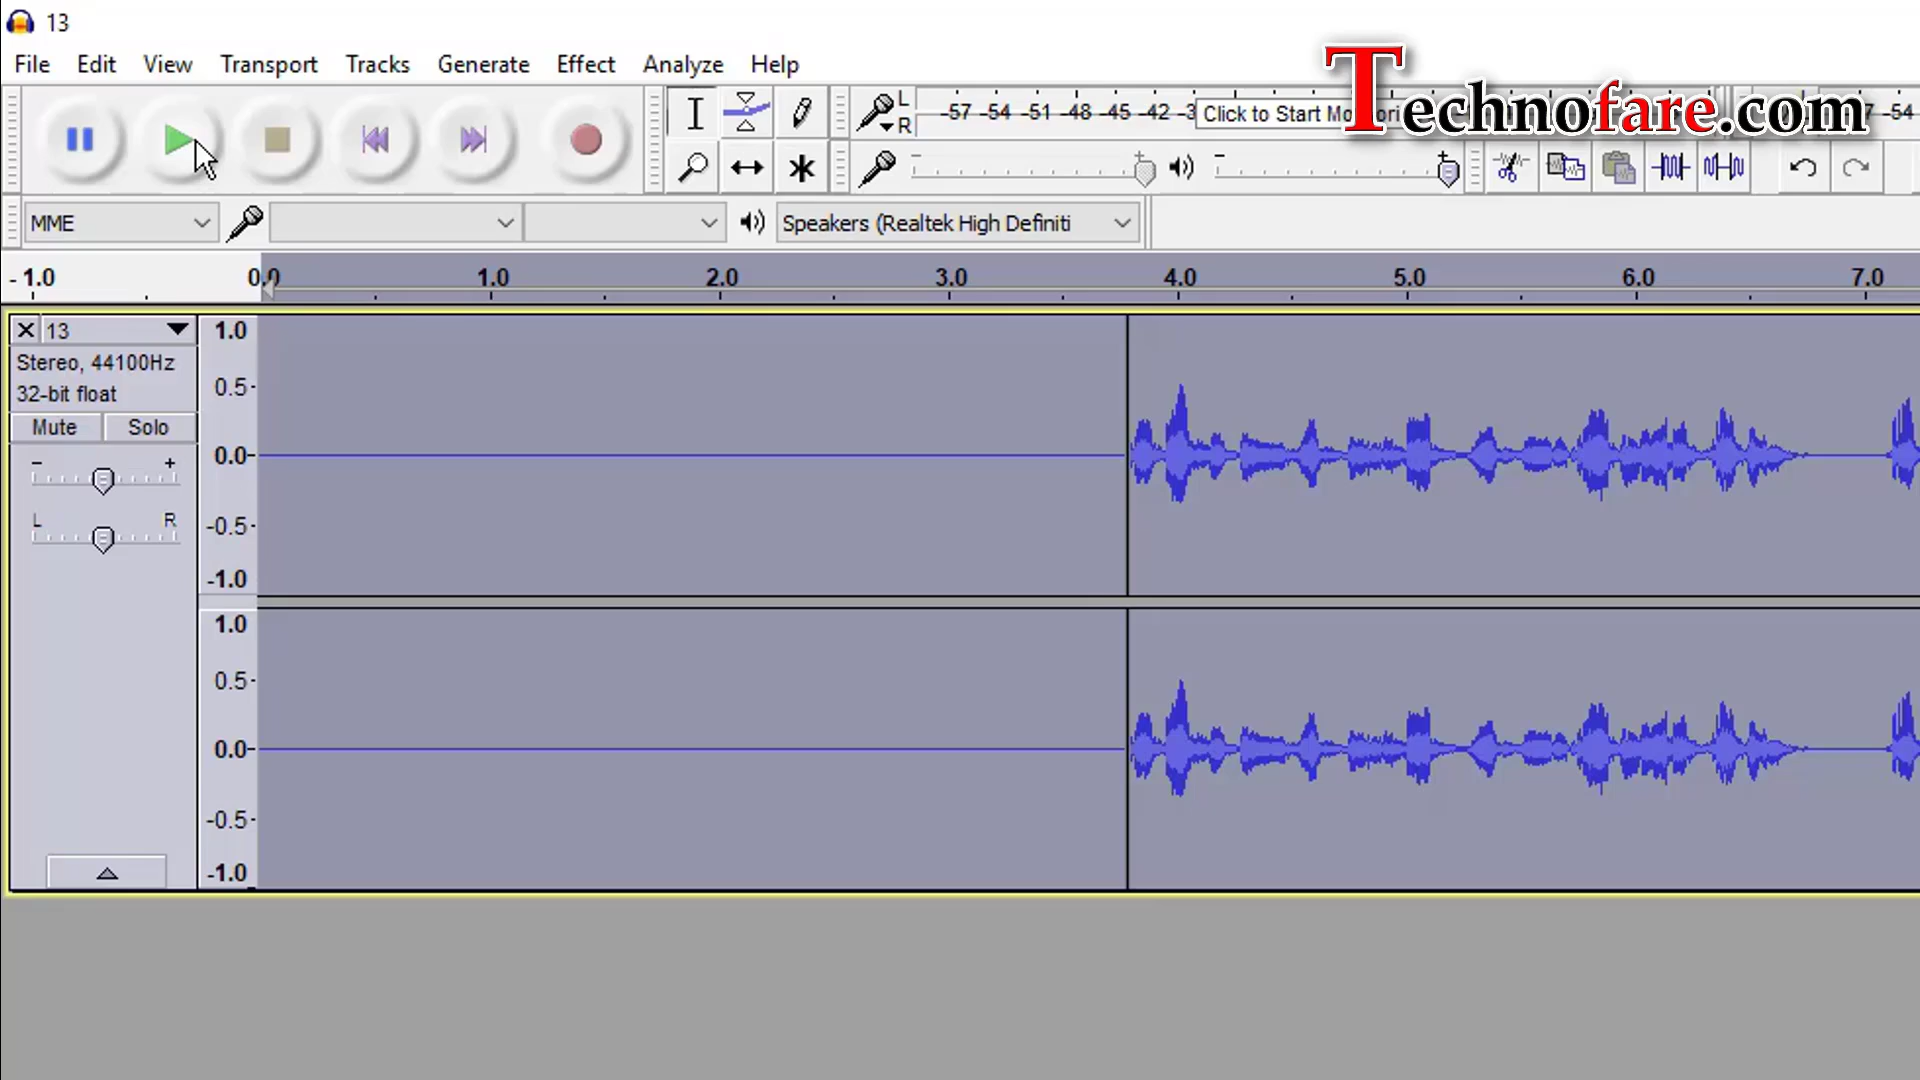 13
File Edit View Transport Tracks Generate Effect Analyze Help
Technofare.com
L
R
-57 -54 -51 -48 -45 -42 -3 Click to Start Mo ori -54
MME Speakers (Realtek High Definiti
-1.0 0.0 1.0 2.0 3.0 4.0 5.0 6.0 7.0
13
Stereo, 44100Hz
32-bit float
Mute Solo
- +
L R
1.0
0.5
0.0
-0.5
-1.0
1.0
0.5
0.0
-0.5
-1.0